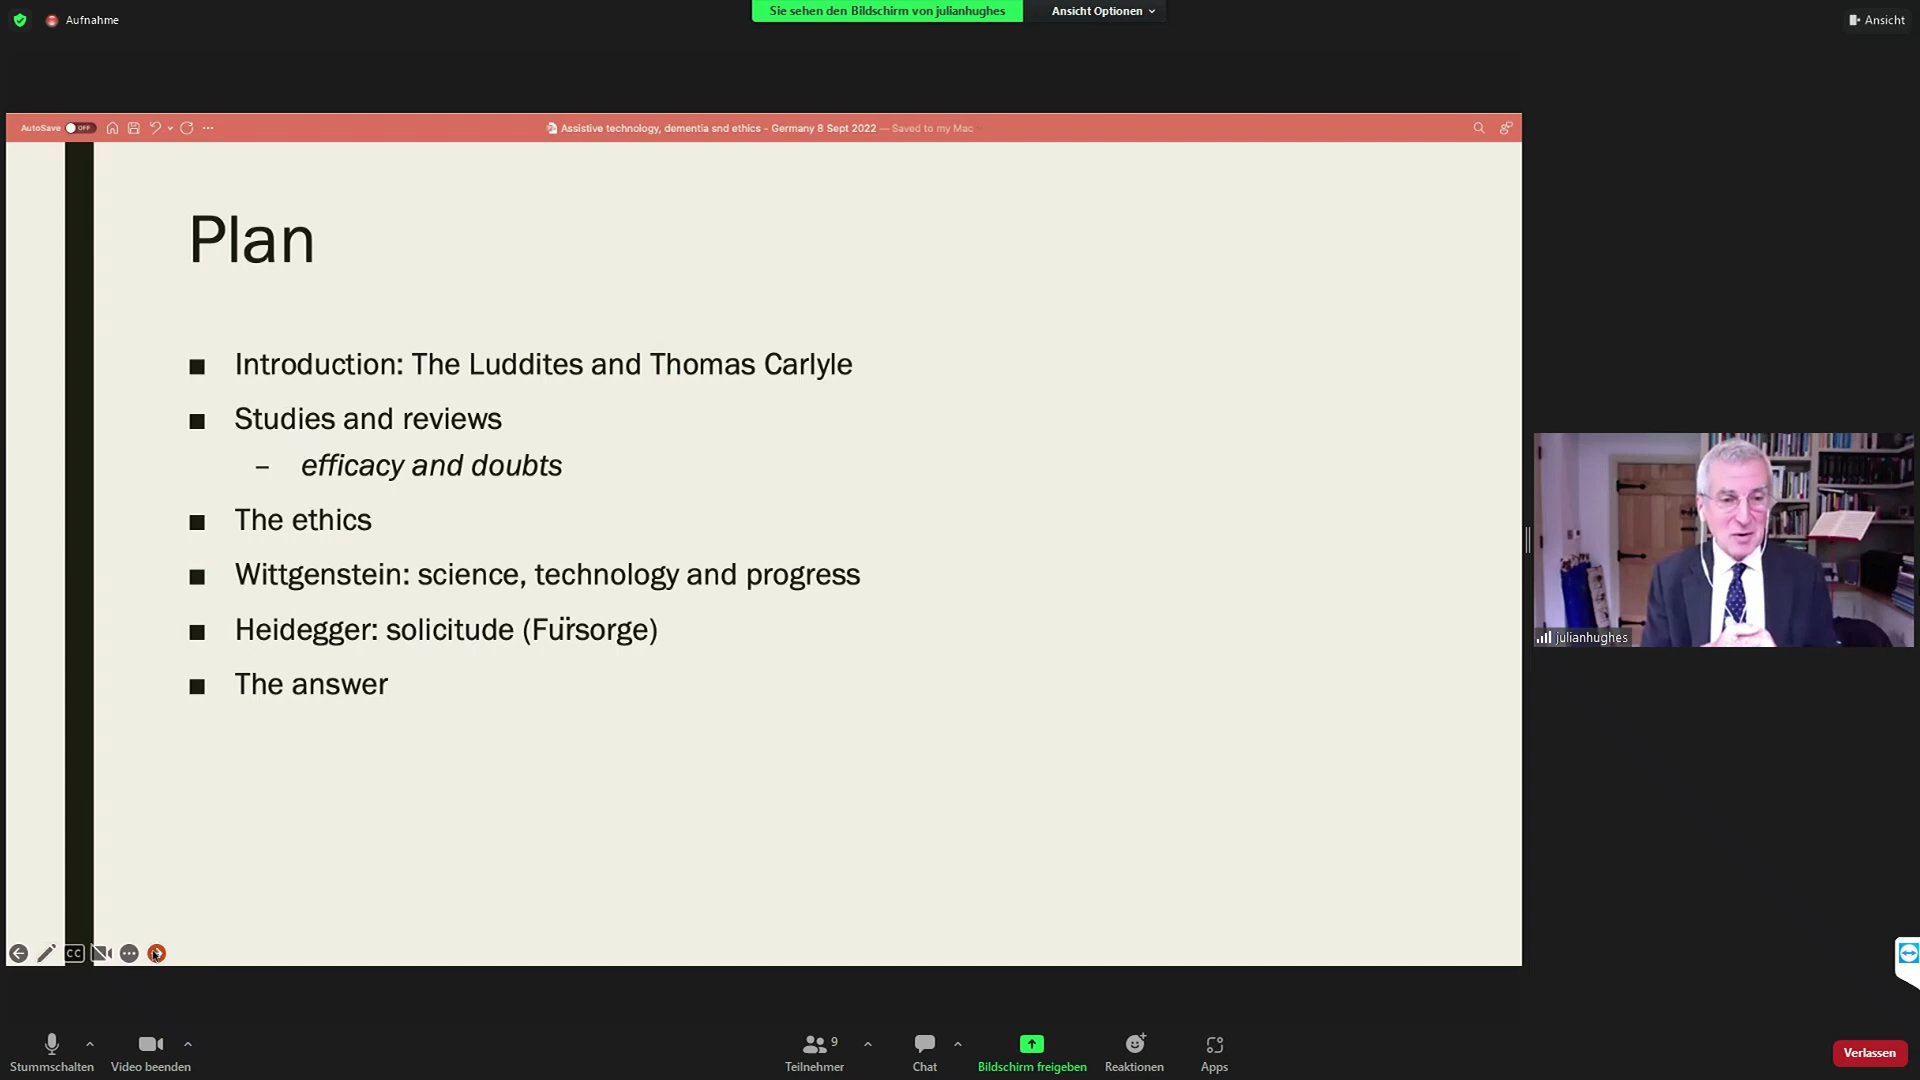 Aufnahme
Sie sehen den Bildschirm von julianhughes
Ansicht Optionen
Ansicht
AutoSave OFF
Assistive technology, dementia snd ethics - Germany 8 Sept 2022 — Saved to my Mac
Plan
■ Introduction: The Luddites and Thomas Carlyle
■ Studies and reviews
– efficacy and doubts
■ The ethics
■ Wittgenstein: science, technology and progress
■ Heidegger: solicitude (Fürsorge)
■ The answer
julianhughes
CC
Stummschalten
Video beenden
9
Teilnehmer
Chat
Bildschirm freigeben
Reaktionen
Apps
Verlassen